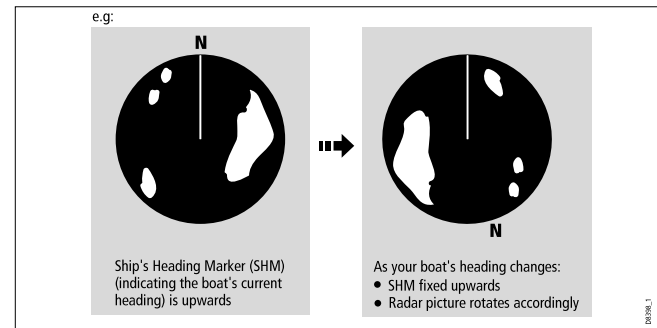 e.g:
N
Ship's Heading Marker (SHM)
(indicating the boat's current
heading) is upwards
N
As your boat's heading changes:
● SHM fixed upwards
● Radar picture rotates accordingly
D8398_1